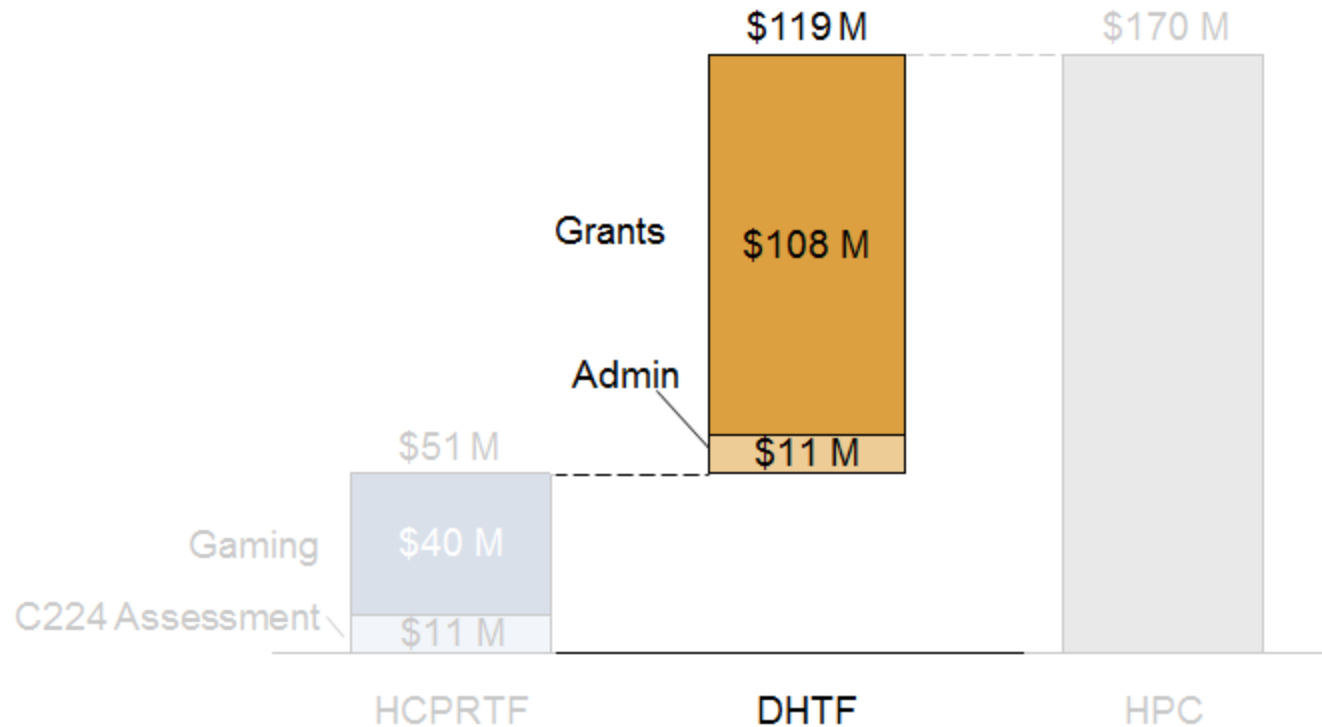 $119 M
$170 M
Grants
$108 M
Admin
$11 M
$51 M
Gaming
$40 M
C224 Assessment
$11 M
HCPRTF
DHTF
HPC